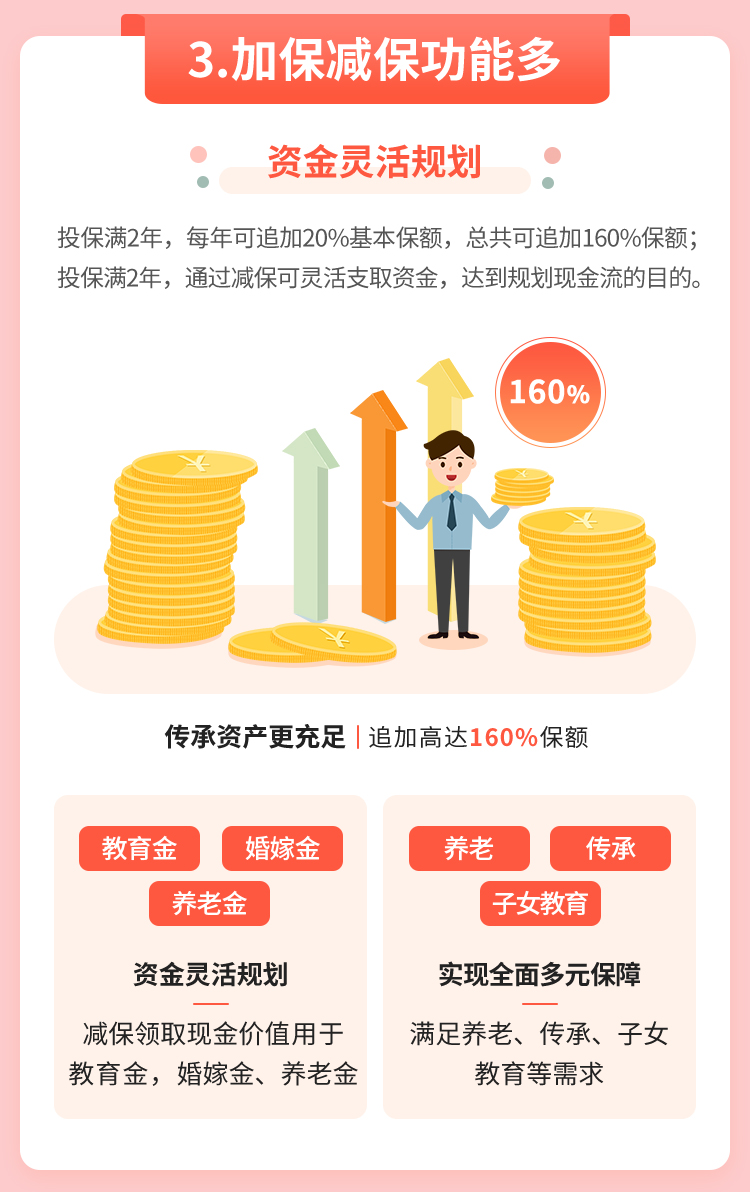 3.加保减保功能多
资金灵活规划
投保满2年，每年可追加20%基本保额，总共可追加160%保额；
投保满2年，通过减保可灵活支取资金，达到规划现金流的目的。
160%
传承资产更充足 | 追加高达160%保额
教育金 婚嫁金
养老金
资金灵活规划
减保领取现金价值用于
教育金，婚嫁金、养老金
养老 传承
子女教育
实现全面多元保障
满足养老、传承、子女
教育等需求